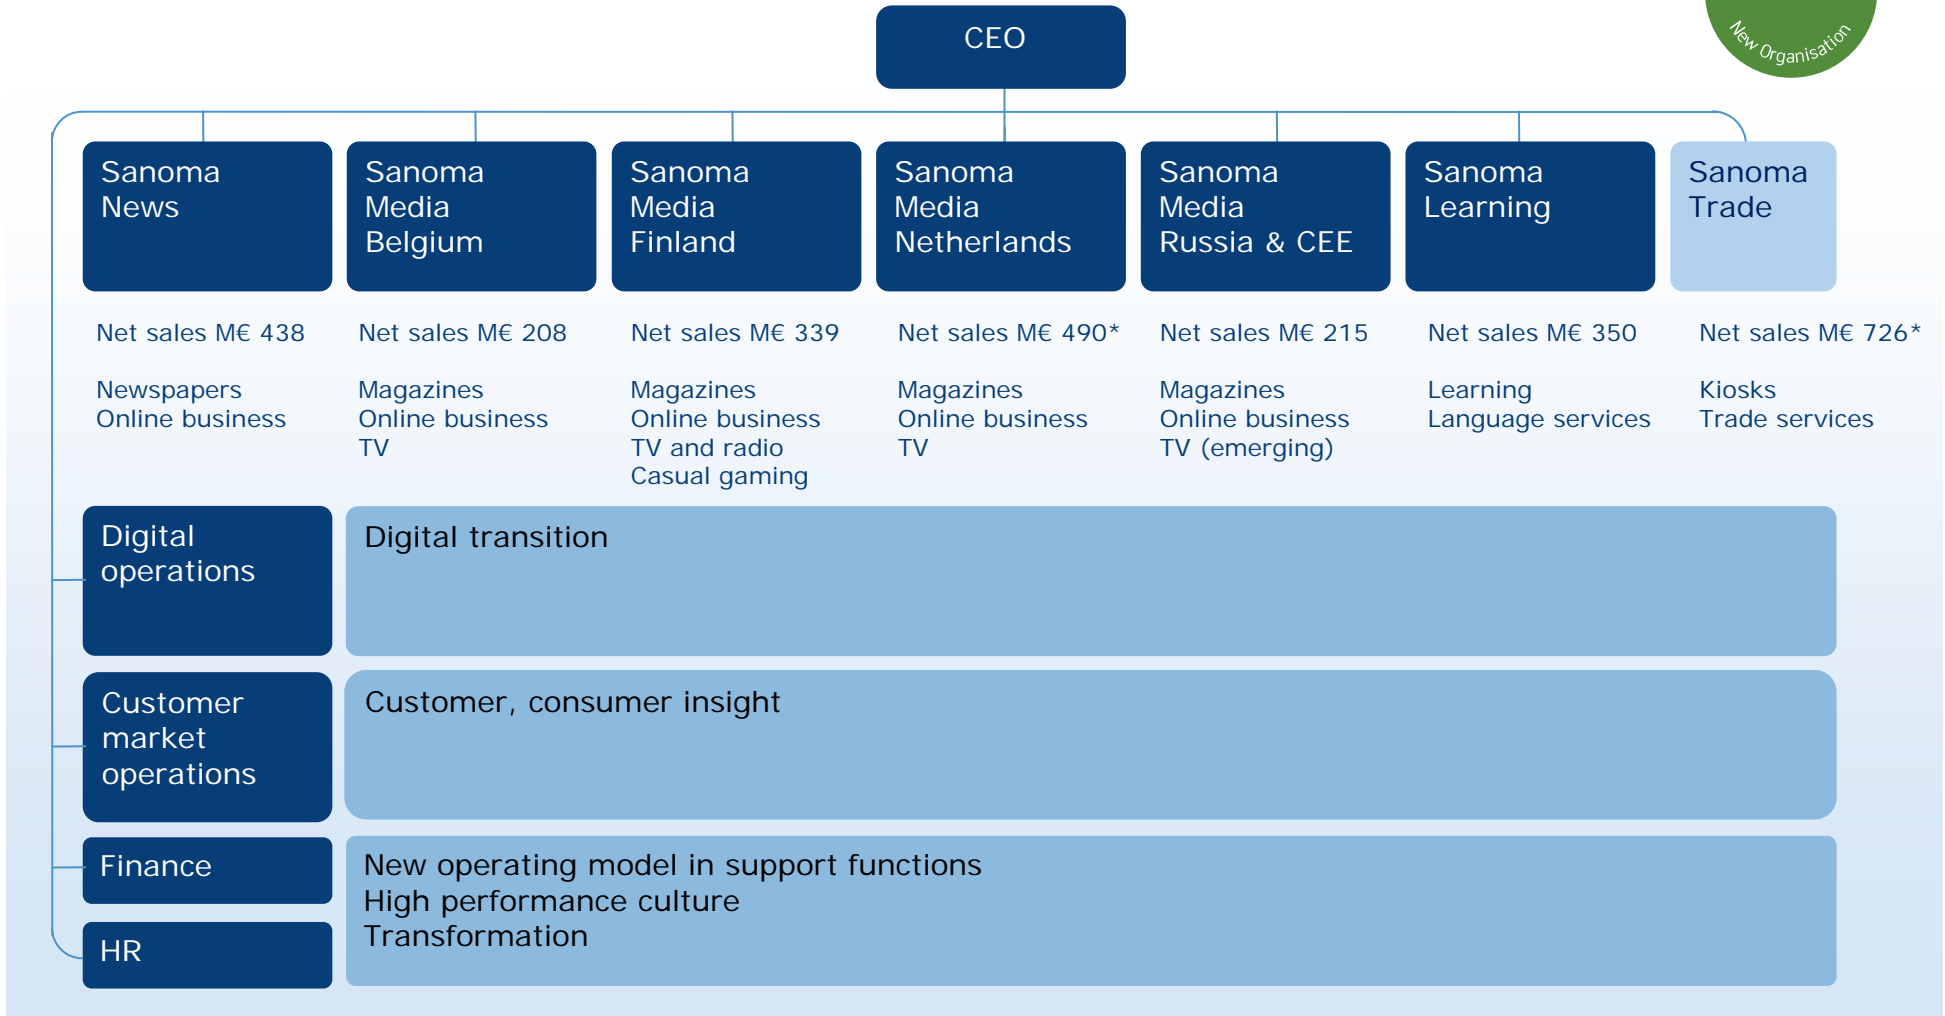 CEO
New Organisation
Sanoma
News
Sanoma
Media
Belgium
Sanoma
Media
Finland
Sanoma
Media
Netherlands
Sanoma
Media
Russia & CEE
Sanoma
Learning
Sanoma
Trade
Net sales M€ 438
Net sales M€ 208
Net sales M€ 339
Net sales M€ 490*
Net sales M€ 215
Net sales M€ 350
Net sales M€ 726*
Newspapers
Online business
Magazines
Online business
TV
Magazines
Online business
TV and radio
Casual gaming
Magazines
Online business
TV
Magazines
Online business
TV (emerging)
Learning
Language services
Kiosks
Trade services
Digital
operations
Digital transition
Customer
market
operations
Customer, consumer insight
Finance
HR
New operating model in support functions
High performance culture
Transformation